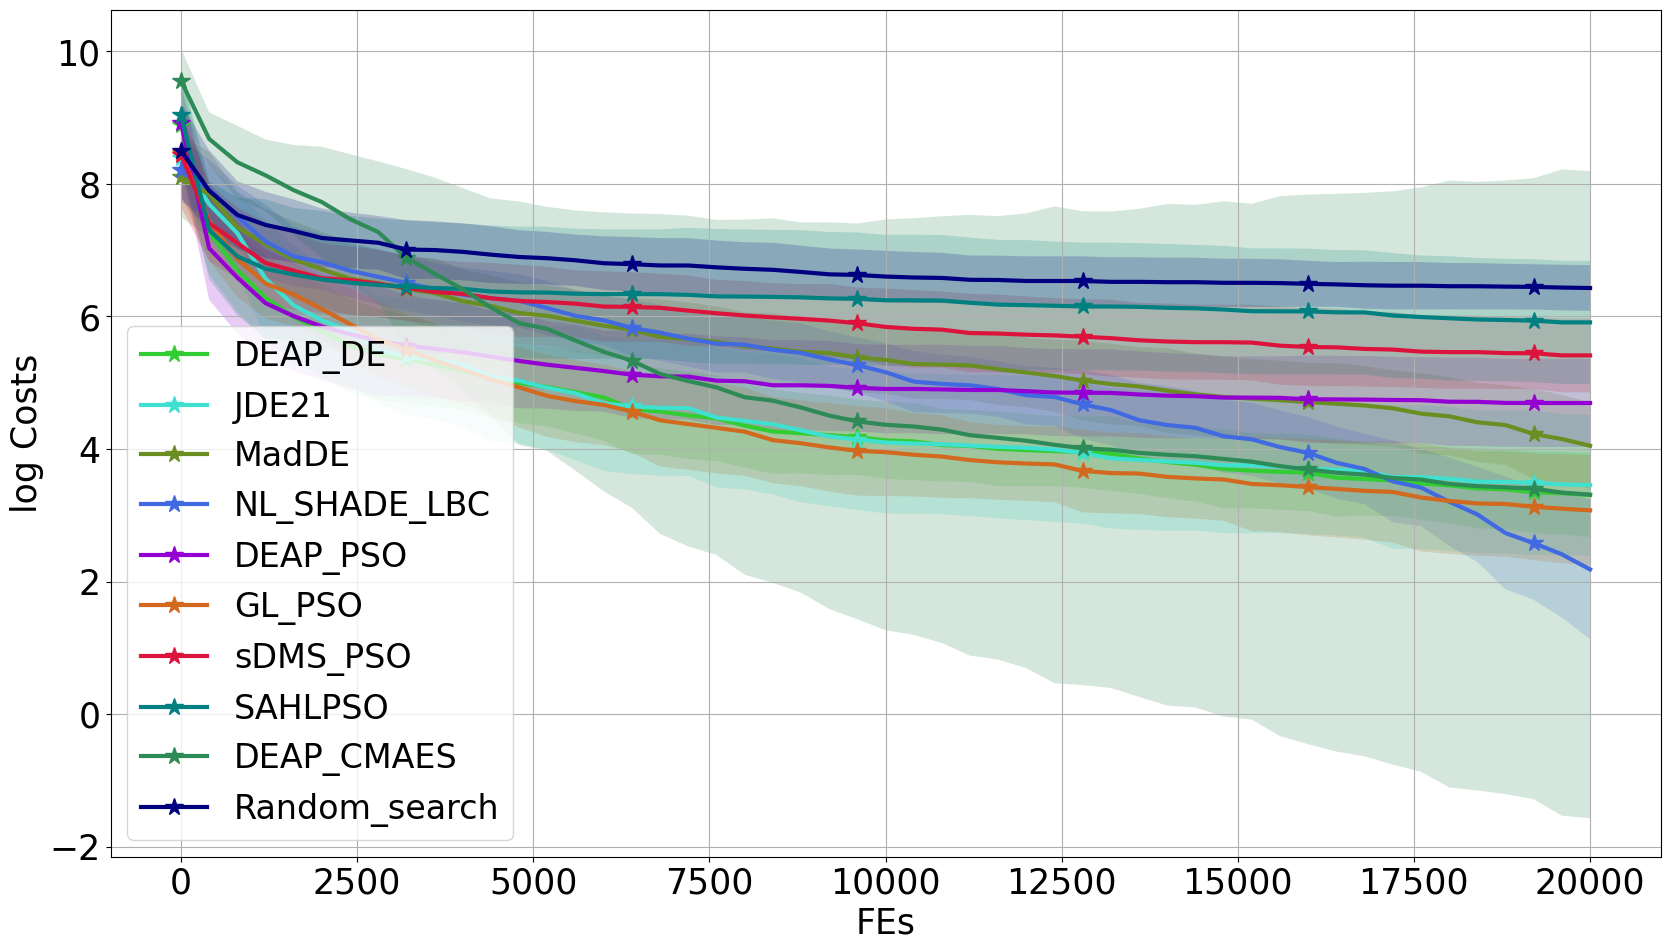 log Costs
10
8
6
4
2
0
−2
DEAP_DE
JDE21
MadDE
NL_SHADE_LBC
DEAP_PSO
GL_PSO
sDMS_PSO
SAHLPSO
DEAP_CMAES
Random_search
0 2500 5000 7500 10000 12500 15000 17500 20000
FEs